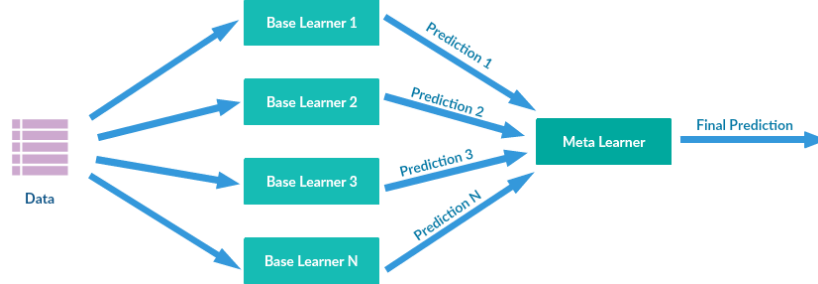 Base Learner 1
Prediction 1
Base Learner 2
Prediction 2
Final Prediction
Meta Learner
Prediction 3
Base Learner 3
Data
Prediction N
Base Learner N